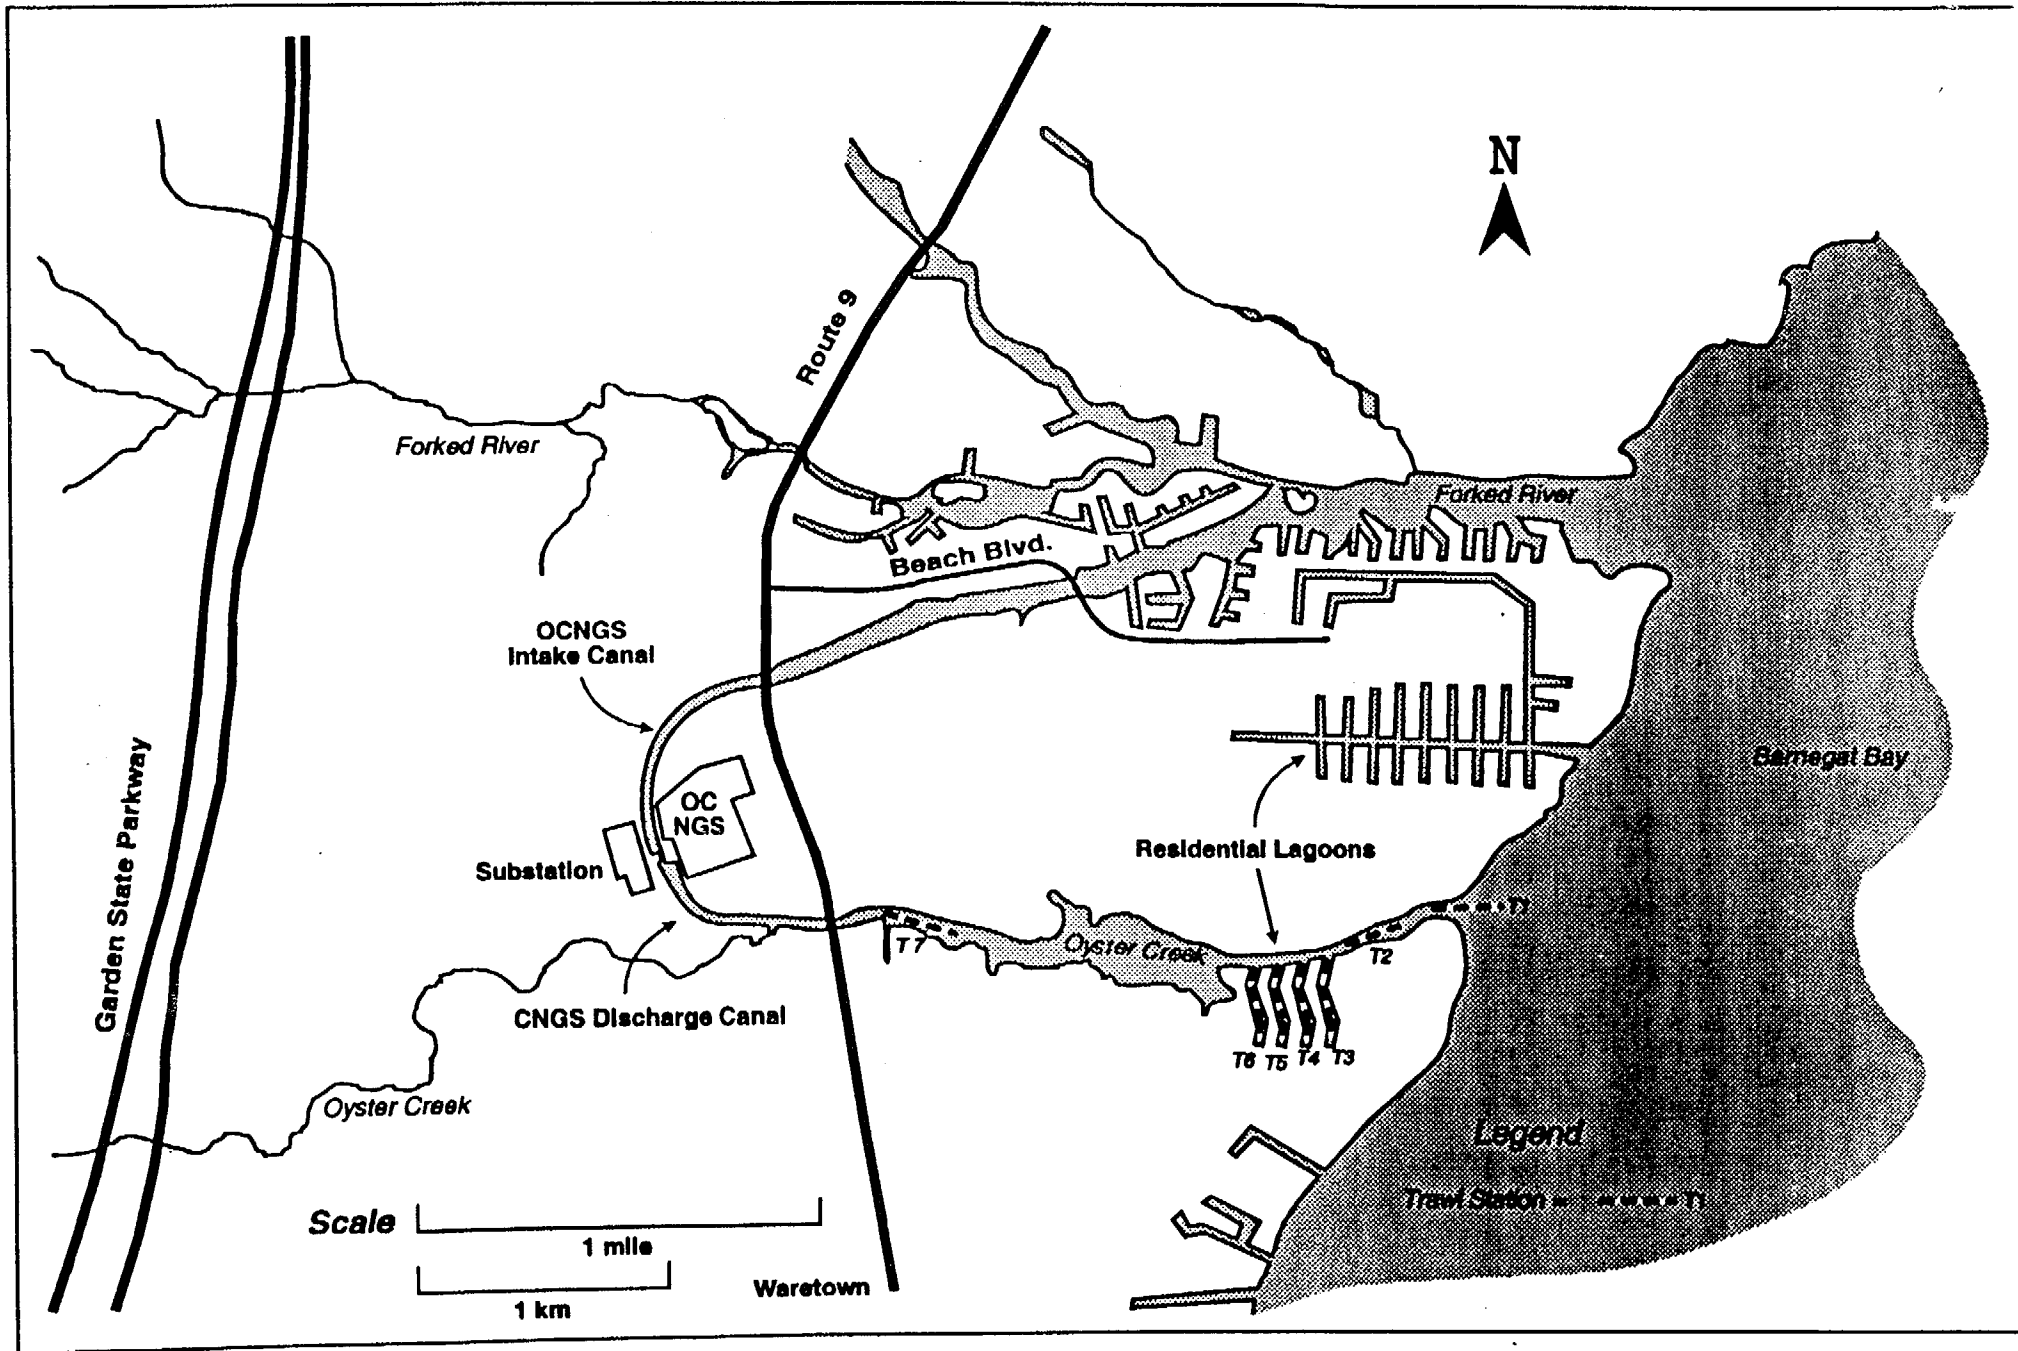 N
Route 9
Forked River
Forked River
Beach Blvd.
OCNGS
Intake Canal
Barnegat Bay
OC
NGS
Garden State Parkway
Residential Lagoons
Substation
T1
T7
Oyster Creek
T2
CNGS Discharge Canal
T6 T5 T4 T3
Oyster Creek
Legend
Trawl Station T1
Scale
1 mile
Waretown
1 km